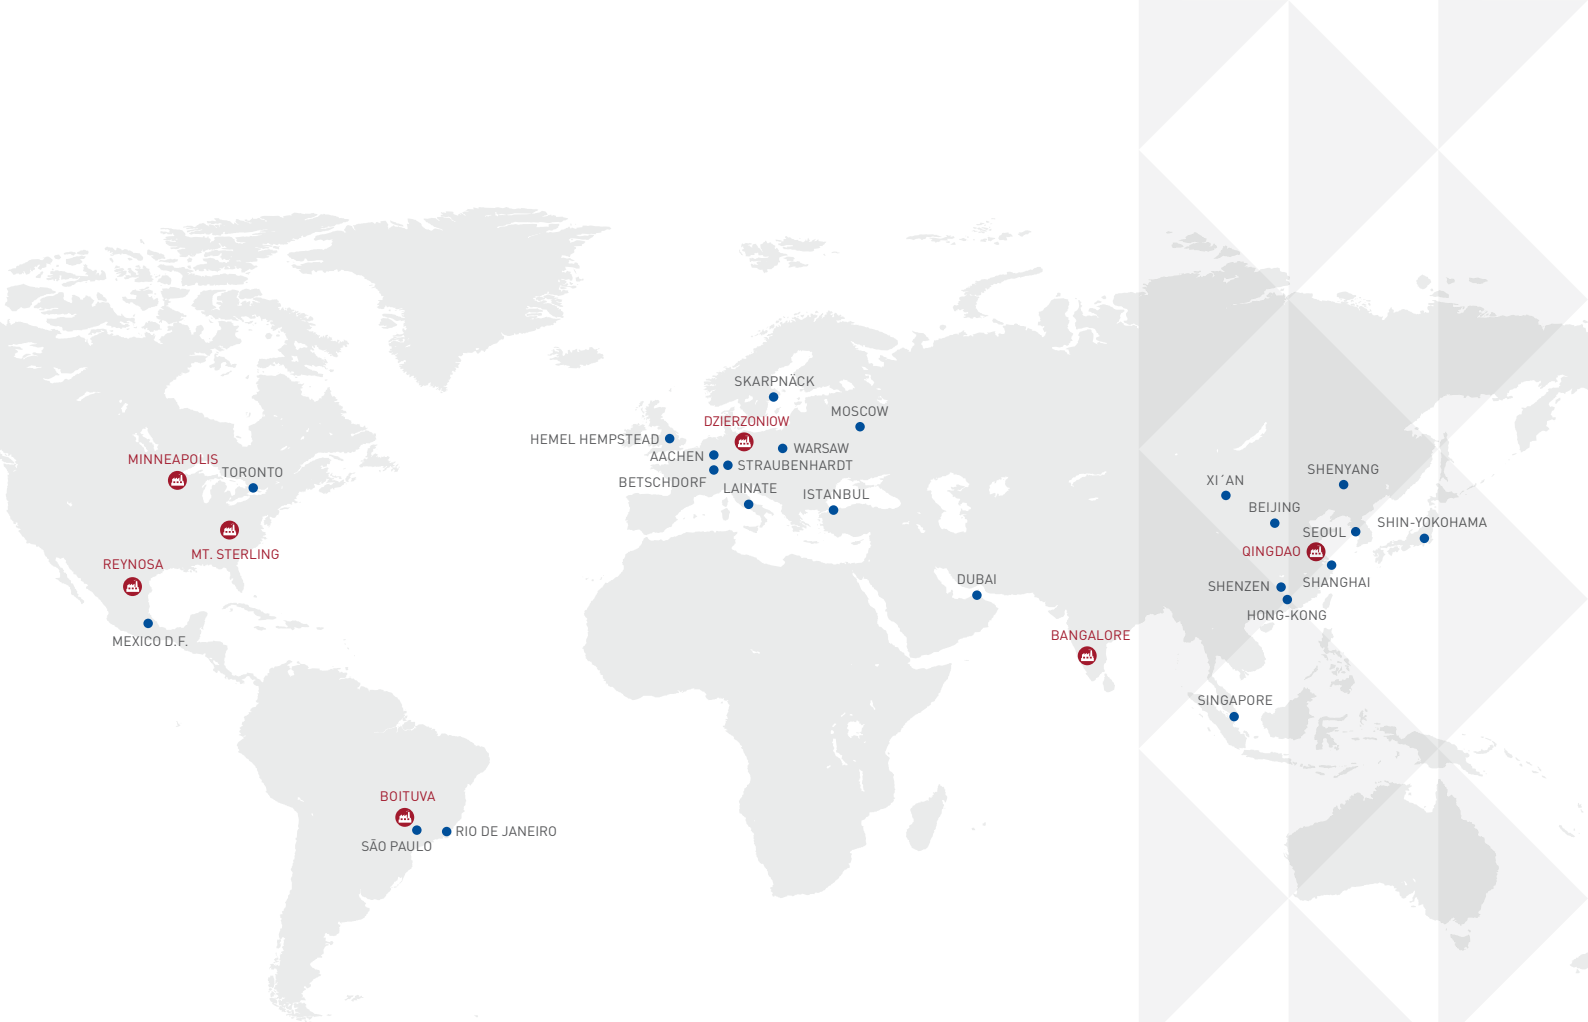 SKARPNÄCK
MOSCOW
DZIERZONIOW
HEMEL HEMPSTEAD
WARSAW
AACHEN
STRAUBENHARDT
MINNEAPOLIS
TORONTO
BETSCHDORF
LAINATE
ISTANBUL
SHENYANG
XI´AN
BEIJING
SHIN-YOKOHAMA
SEOUL
QINGDAO
MT. STERLING
REYNOSA
DUBAI
SHANGHAI
SHENZEN
HONG-KONG
MEXICO D.F.
BANGALORE
SINGAPORE
BOITUVA
RIO DE JANEIRO
SÃO PAULO